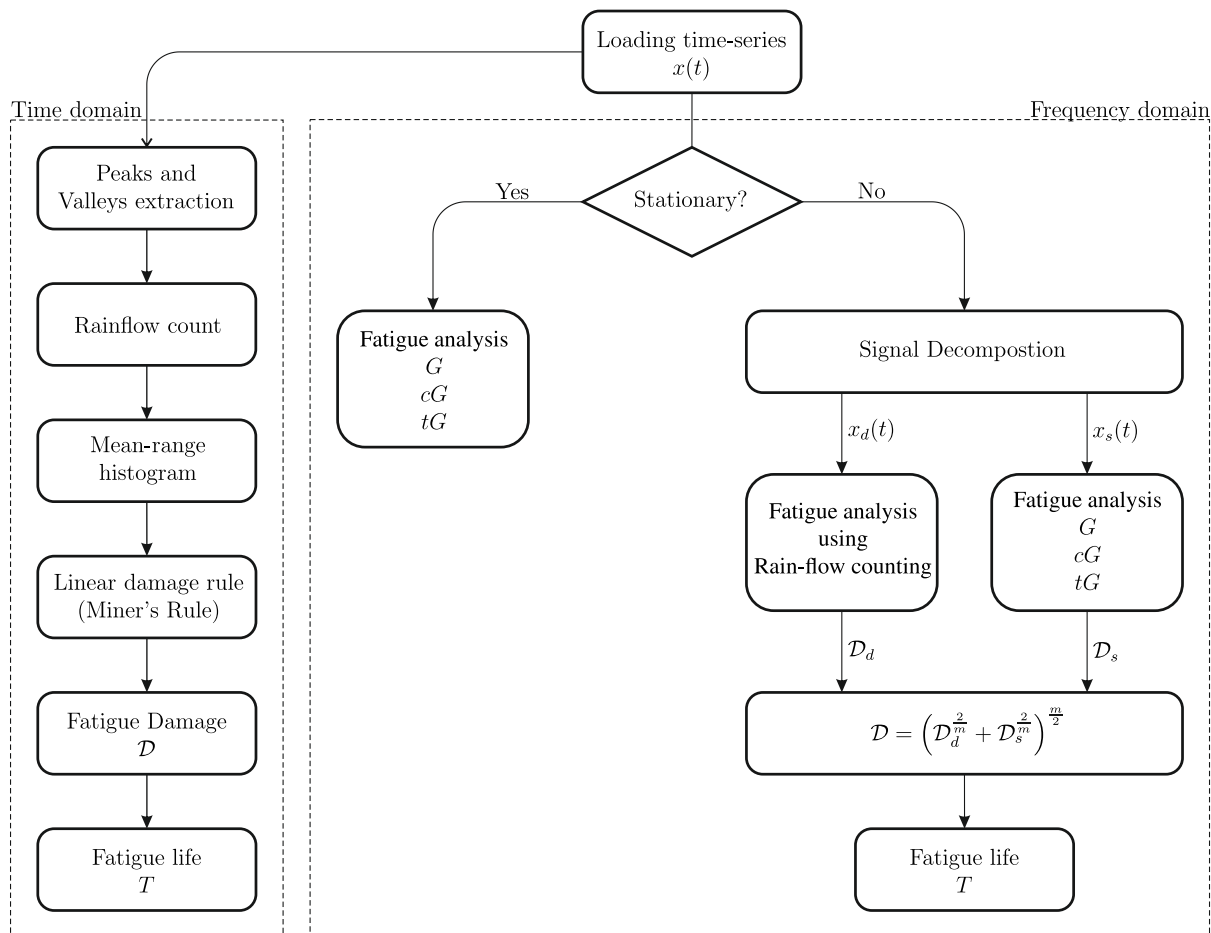 Loading time-series
x(t)
Time domain
Frequency domain
Peaks and
Valleys extraction
Rainflow count
Mean-range
histogram
Linear damage rule
(Miner's Rule)
Fatigue Damage
𝒟
Fatigue life
T
Stationary?
Yes
No
Fatigue analysis
G
cG
tG
Signal Decompostion
x_d(t)
x_s(t)
Fatigue analysis
using
Rain-flow counting
Fatigue analysis
G
cG
tG
𝒟_d
𝒟_s
𝒟 = (𝒟_d^{2/m} + 𝒟_s^{2/m})^{m/2}
Fatigue life
T